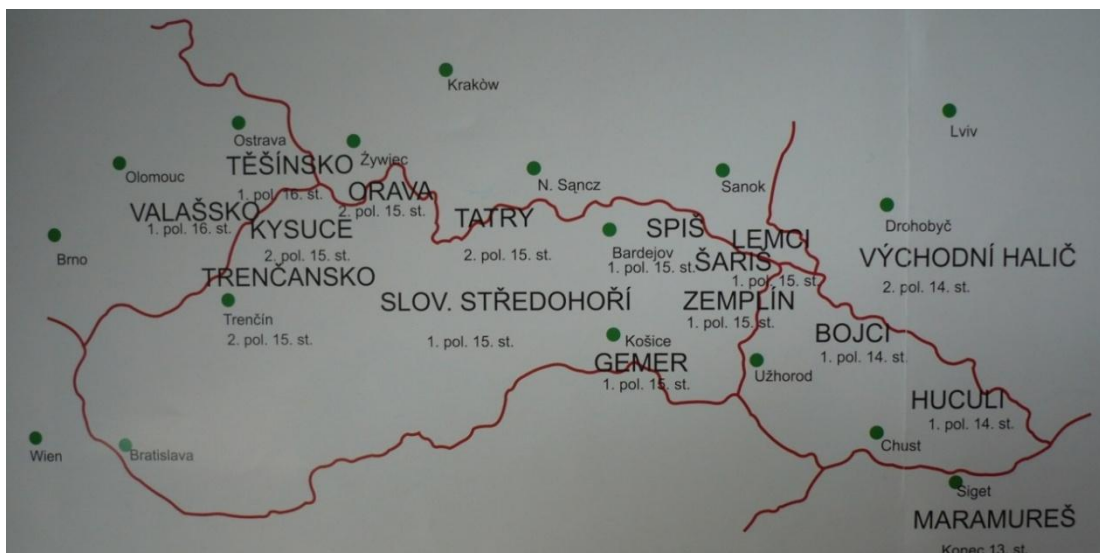 Kraków
Lviv
Ostrava
Żywiec
TĚŠÍNSKO
1. pol. 16. st.
Olomouc
ORAVA
2. pol. 15. st.
N. Sącz
Sanok
VALAŠSKO
1. pol. 16. st.
KYSUCE
2. pol. 15. st.
TATRY
2. pol. 15. st.
SPIŠ
Bardejov
1. pol. 15. st.
LEMCI
1. pol. 15. st.
Drohobyč
VÝCHODNÍ HALIČ
2. pol. 14. st.
Brno
ŠARIŠ
TRENČANSKO
Trenčín
2. pol. 15. st.
SLOV. STŘEDOHOŘÍ
1. pol. 15. st.
ZEMPLÍN
1. pol. 15. st.
Košice
GEMER
1. pol. 15. st.
BOJCI
1. pol. 14. st.
Užhorod
HUCULI
1. pol. 14. st.
Wien
Bratislava
Chust
Siget
MARAMUREŠ
Konec 13. st.